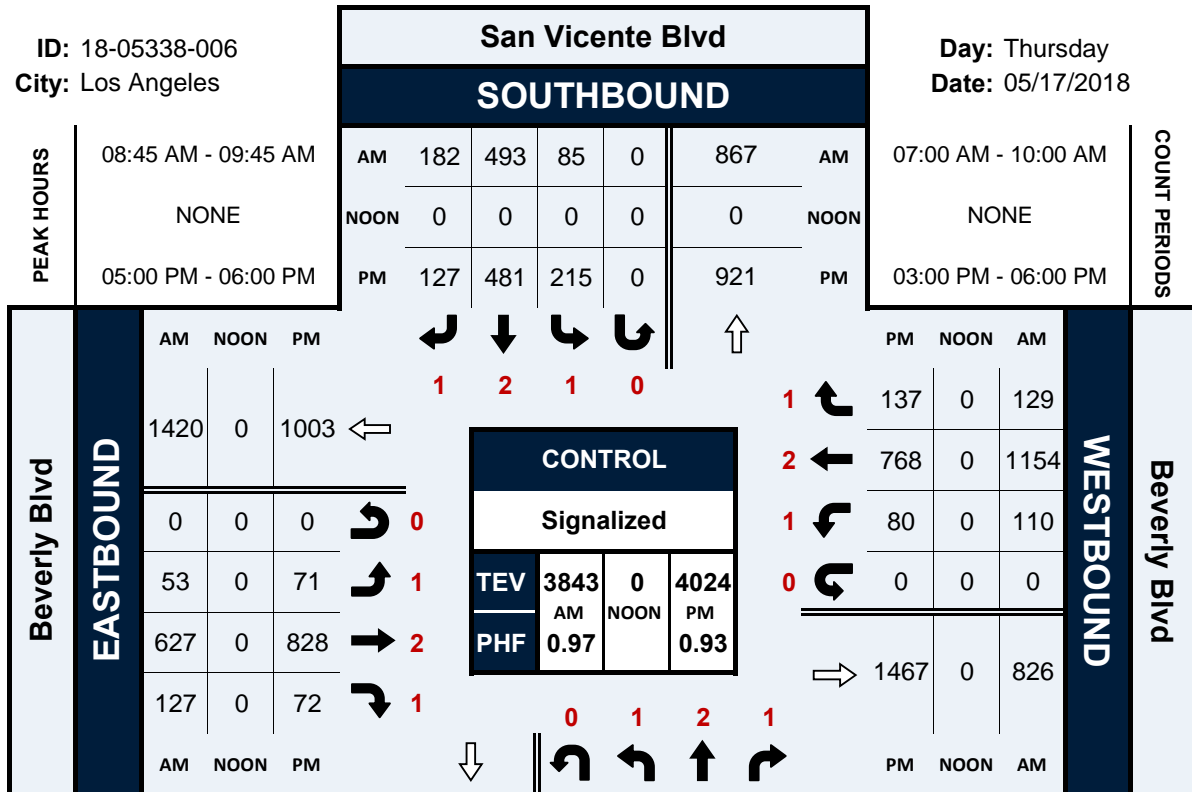 ID: 18-05338-006
City: Los Angeles
San Vicente Blvd
SOUTHBOUND
Day: Thursday
Date: 05/17/2018
PEAK HOURS
08:45 AM - 09:45 AM
NONE
05:00 PM - 06:00 PM
AM 182 493 85 0 867 AM
NOON 0 0 0 0 0 NOON
PM 127 481 215 0 921 PM
07:00 AM - 10:00 AM
NONE
03:00 PM - 06:00 PM
COUNT PERIODS
1 2 1 0
Beverly Blvd
EASTBOUND
AM NOON PM
1420 0 1003
0 0 0 0
53 0 71 1
627 0 828 2
127 0 72 1
AM NOON PM
CONTROL
Signalized
TEV 3843 0 4024
AM NOON PM
PHF 0.97 0.93
PM NOON AM
1 137 0 129
2 768 0 1154
1 80 0 110
0 0 0 0
1467 0 826
PM NOON AM
WESTBOUND
Beverly Blvd
0 1 2 1